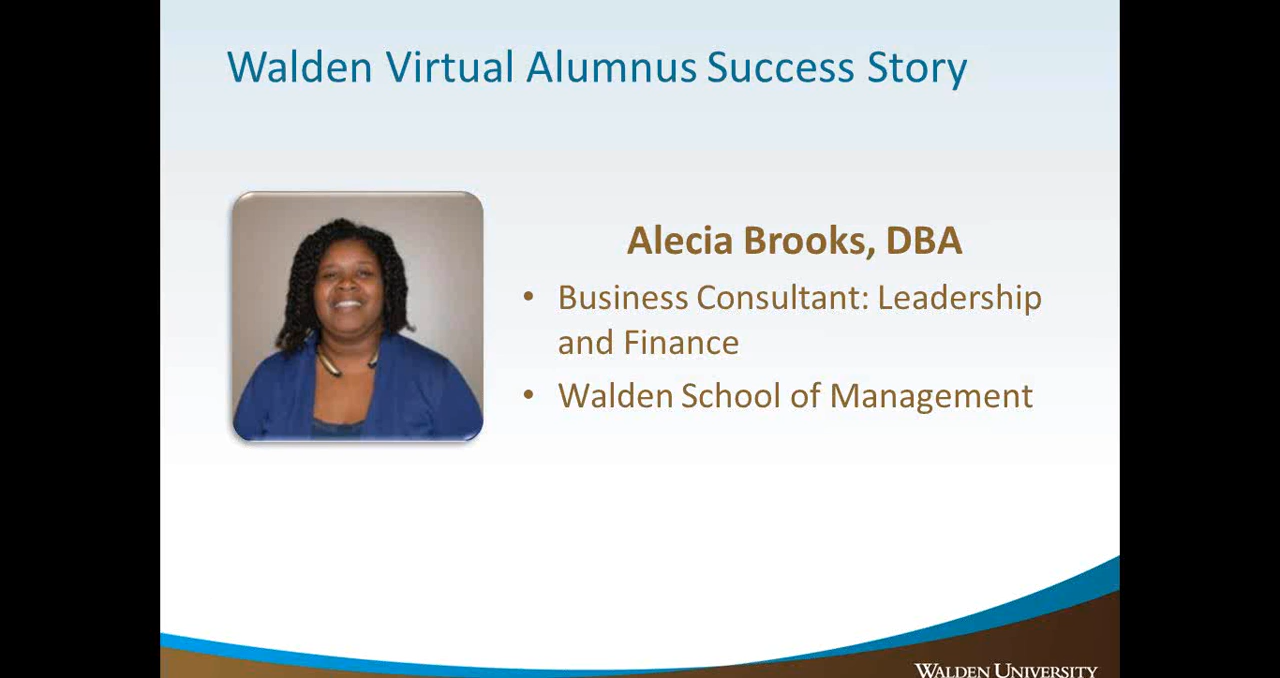 Walden Virtual Alumnus Success Story
Alecia Brooks, DBA
• Business Consultant: Leadership
and Finance
• Walden School of Management
WALDEN UNIVERSITY